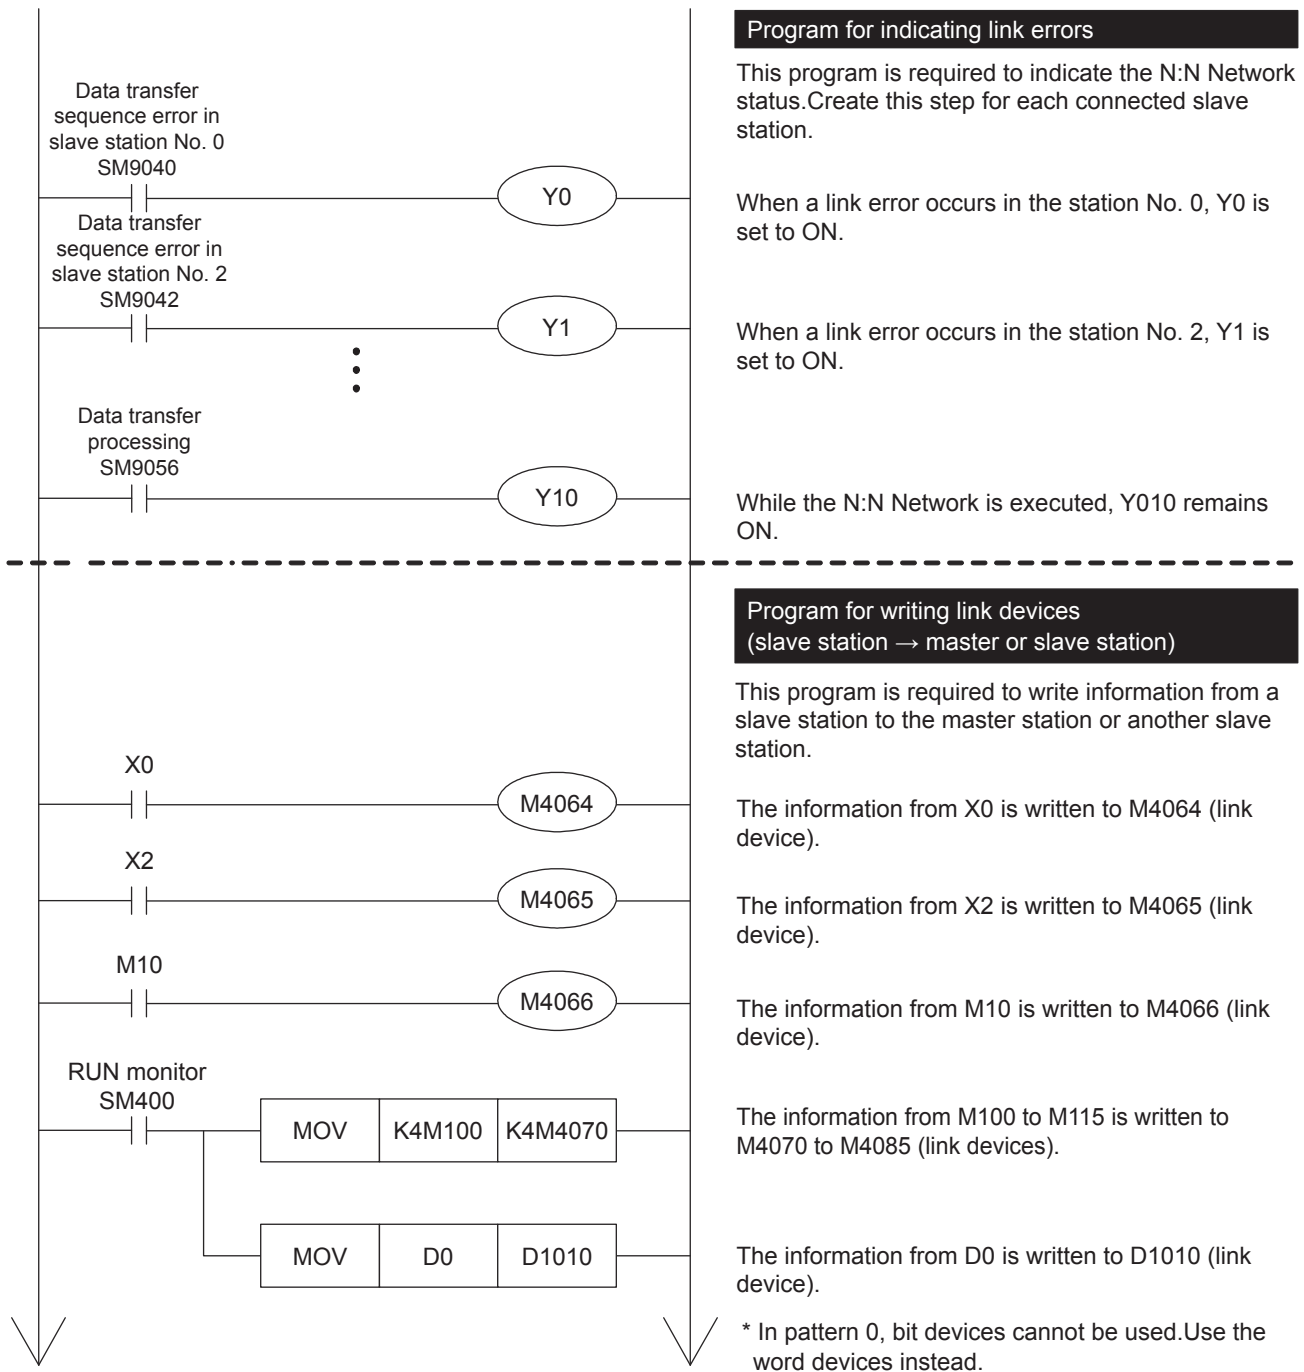 Program for indicating link errors
This program is required to indicate the N:N Network
status.Create this step for each connected slave
station.
Data transfer
sequence error in
slave station No. 0
SM9040
Y0
When a link error occurs in the station No. 0, Y0 is
set to ON.
Data transfer
sequence error in
slave station No. 2
SM9042
Y1
When a link error occurs in the station No. 2, Y1 is
set to ON.
Data transfer
processing
SM9056
Y10
While the N:N Network is executed, Y010 remains
ON.
Program for writing link devices
(slave station → master or slave station)
This program is required to write information from a
slave station to the master station or another slave
station.
X0
M4064
The information from X0 is written to M4064 (link
device).
X2
M4065
The information from X2 is written to M4065 (link
device).
M10
M4066
The information from M10 is written to M4066 (link
device).
RUN monitor
SM400
MOV K4M100 K4M4070
The information from M100 to M115 is written to
M4070 to M4085 (link devices).
MOV D0 D1010
The information from D0 is written to D1010 (link
device).
* In pattern 0, bit devices cannot be used.Use the
word devices instead.